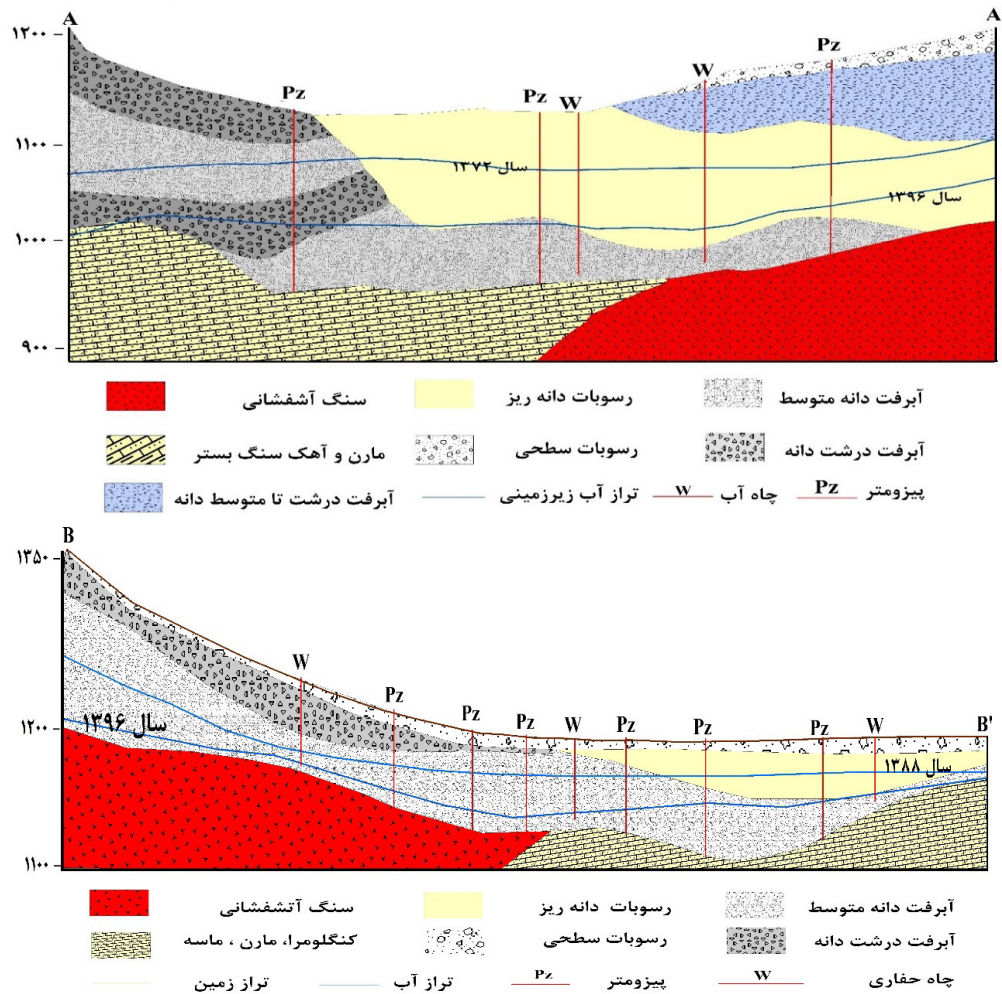 A A
۱۲۰۰
Pz W W Pz Pz
۱۱۰۰
سال ۱۳۷۲
سال ۱۳۹۶
۱۰۰۰
۹۰۰
آبرفت دانه متوسط رسوبات دانه ریز سنگ آشفشانی
آبرفت درشت دانه رسوبات سطحی مارن و آهک سنگ بستر
پیزومتر Pz چاه آب W تراز آب زیرزمینی آبرفت درشت تا متوسط دانه
B
۱۳۵۰
W Pz Pz Pz W Pz Pz Pz W B'
۱۲۰۰
سال ۱۳۹۶
سال ۱۳۸۸
۱۱۰۰
آبرفت دانه متوسط رسوبات دانه ریز سنگ آتشفشانی
آبرفت درشت دانه رسوبات سطحی کنگلومرا، مارن ، ماسه
چاه حفاری W پیزومتر Pz تراز آب تراز زمین